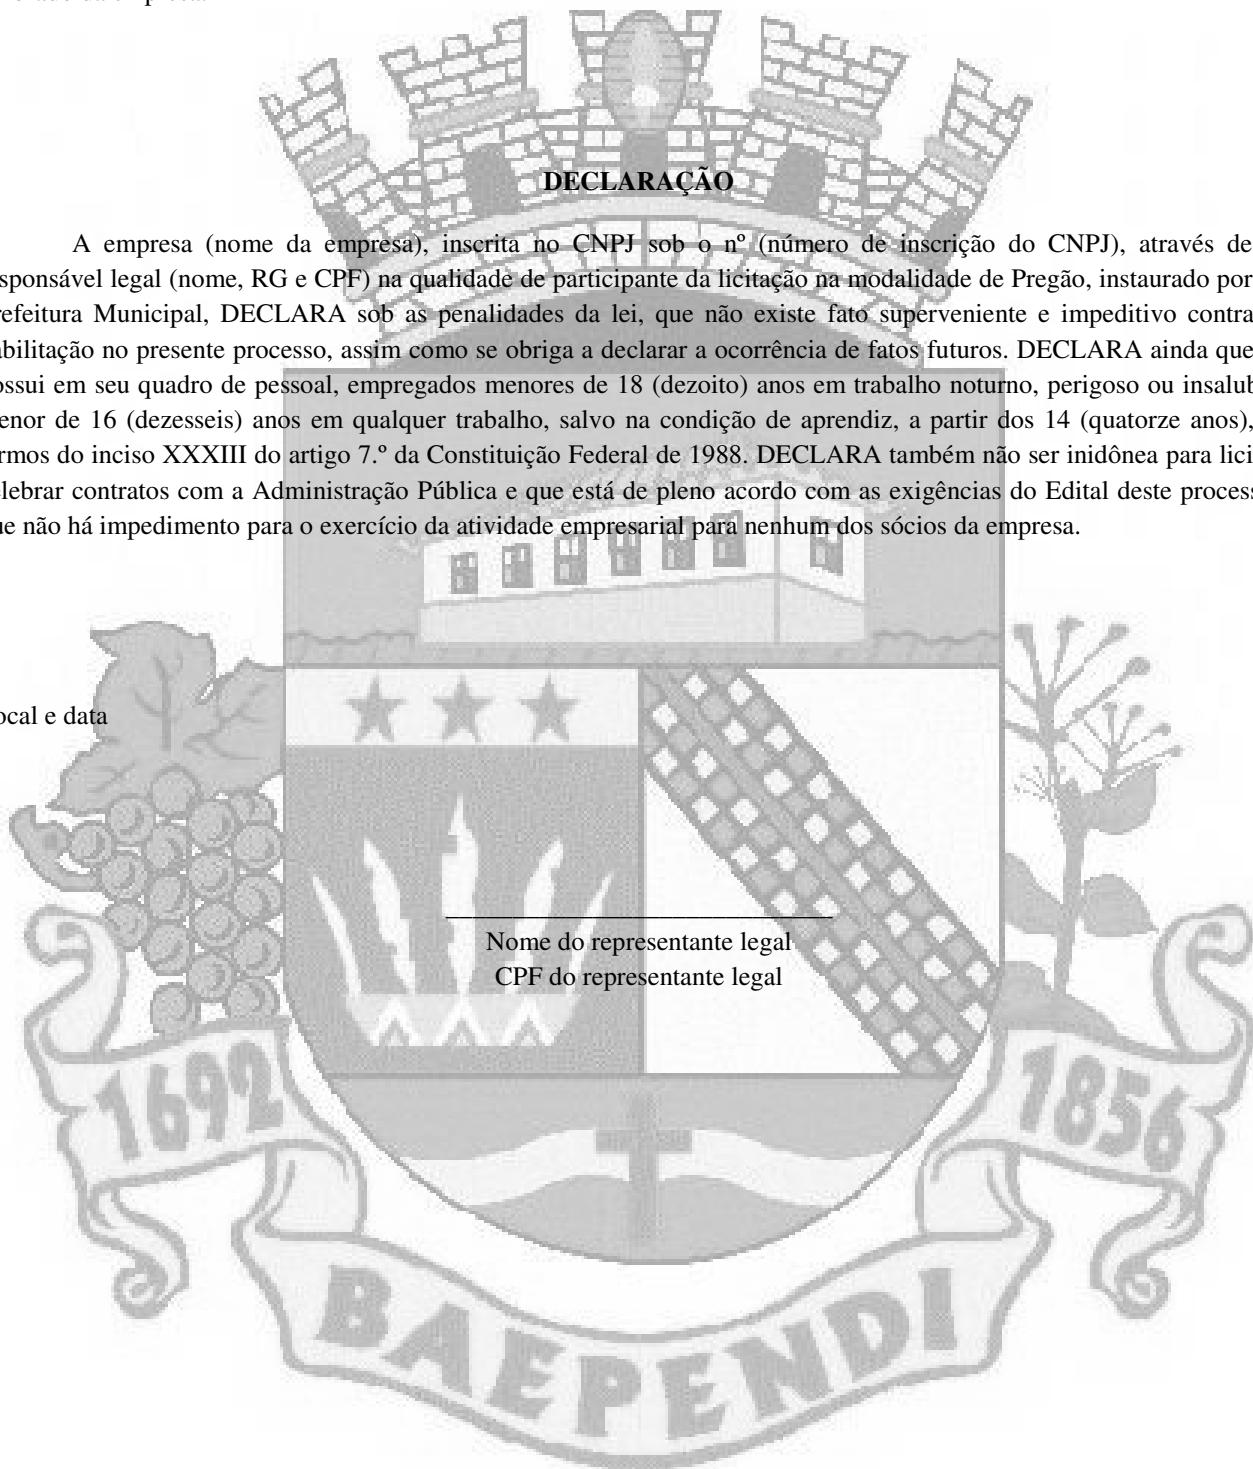 DECLARAÇÃO
A empresa (nome da empresa), inscrita no CNPJ sob o nº (número de inscrição do CNPJ), através de
sponsável legal (nome, RG e CPF) na qualidade de participante da licitação na modalidade de Pregão, instaurado por
refeitura Municipal, DECLARA sob as penalidades da lei, que não existe fato superveniente e impeditivo contra
abilitação no presente processo, assim como se obriga a declarar a ocorrência de fatos futuros. DECLARA ainda que
ossui em seu quadro de pessoal, empregados menores de 18 (dezoito) anos em trabalho noturno, perigoso ou insalub
enor de 16 (dezesseis) anos em qualquer trabalho, salvo na condição de aprendiz, a partir dos 14 (quatorze anos),
rmos do inciso XXXIII do artigo 7.º da Constituição Federal de 1988. DECLARA também não ser inidônea para lici
elebrar contratos com a Administração Pública e que está de pleno acordo com as exigências do Edital deste process
ue não há impedimento para o exercício da atividade empresarial para nenhum dos sócios da empresa.
ocal e data
Nome do representante legal
CPF do representante legal
1692
1856
BAEPENDI